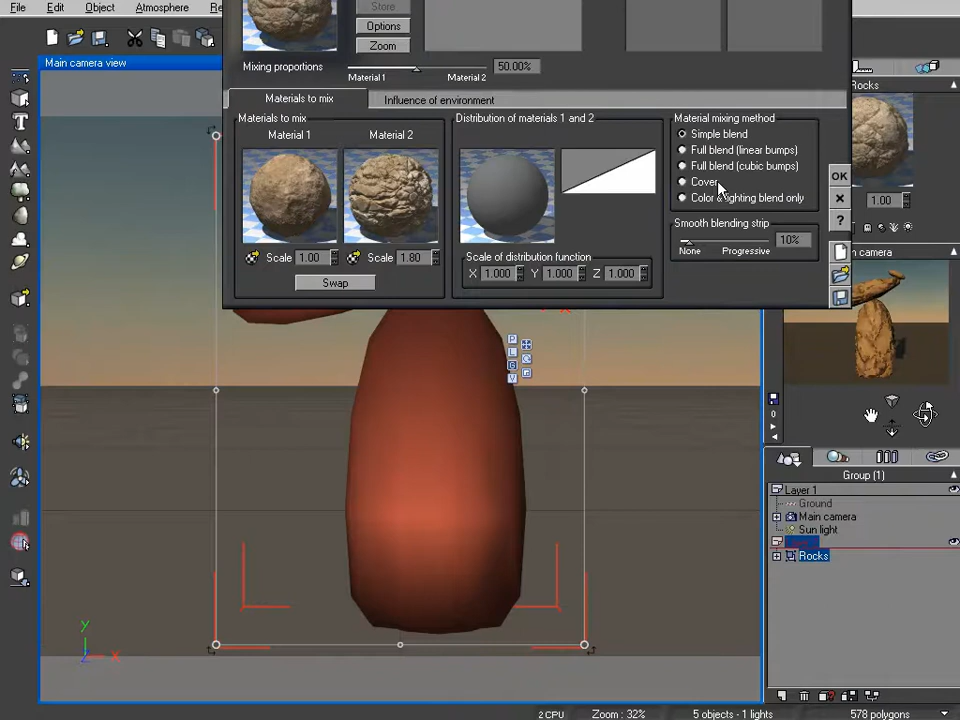 File Edit Object Atmosphere Re
Store
Options
Zoom
Mixing proportions
Material 1 Material 2
50.00%
Main camera view
Rocks
Materials to mix
Influence of environment
Materials to mix
Material 1 Material 2
Scale 1.00 Scale 1.80
Swap
Distribution of materials 1 and 2
Scale of distribution function
X 1.000 Y 1.000 Z 1.000
Material mixing method
Simple blend
Full blend (linear bumps)
Full blend (cubic bumps)
Cover
Color & lighting blend only
Smooth blending strip
None Progressive
10%
OK
?
1.00
camera
0
P
L
G
V
Group (1)
Layer 1
Ground
Main camera
Sun light
Rocks
Y
Z X
2 CPU Zoom : 32% 5 objects - 1 lights 578 polygons